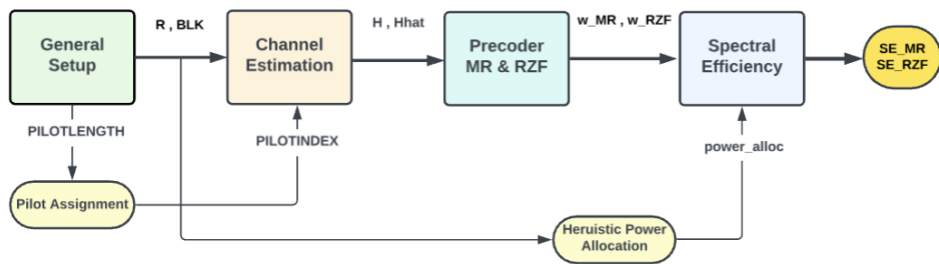 General
Setup
R , BLK
Channel
Estimation
H , Hhat
Precoder
MR & RZF
w_MR , w_RZF
Spectral
Efficiency
SE_MR
SE_RZF
PILOTLENGTH
PILOTINDEX
power_alloc
Pilot Assignment
Heruistic Power
Allocation